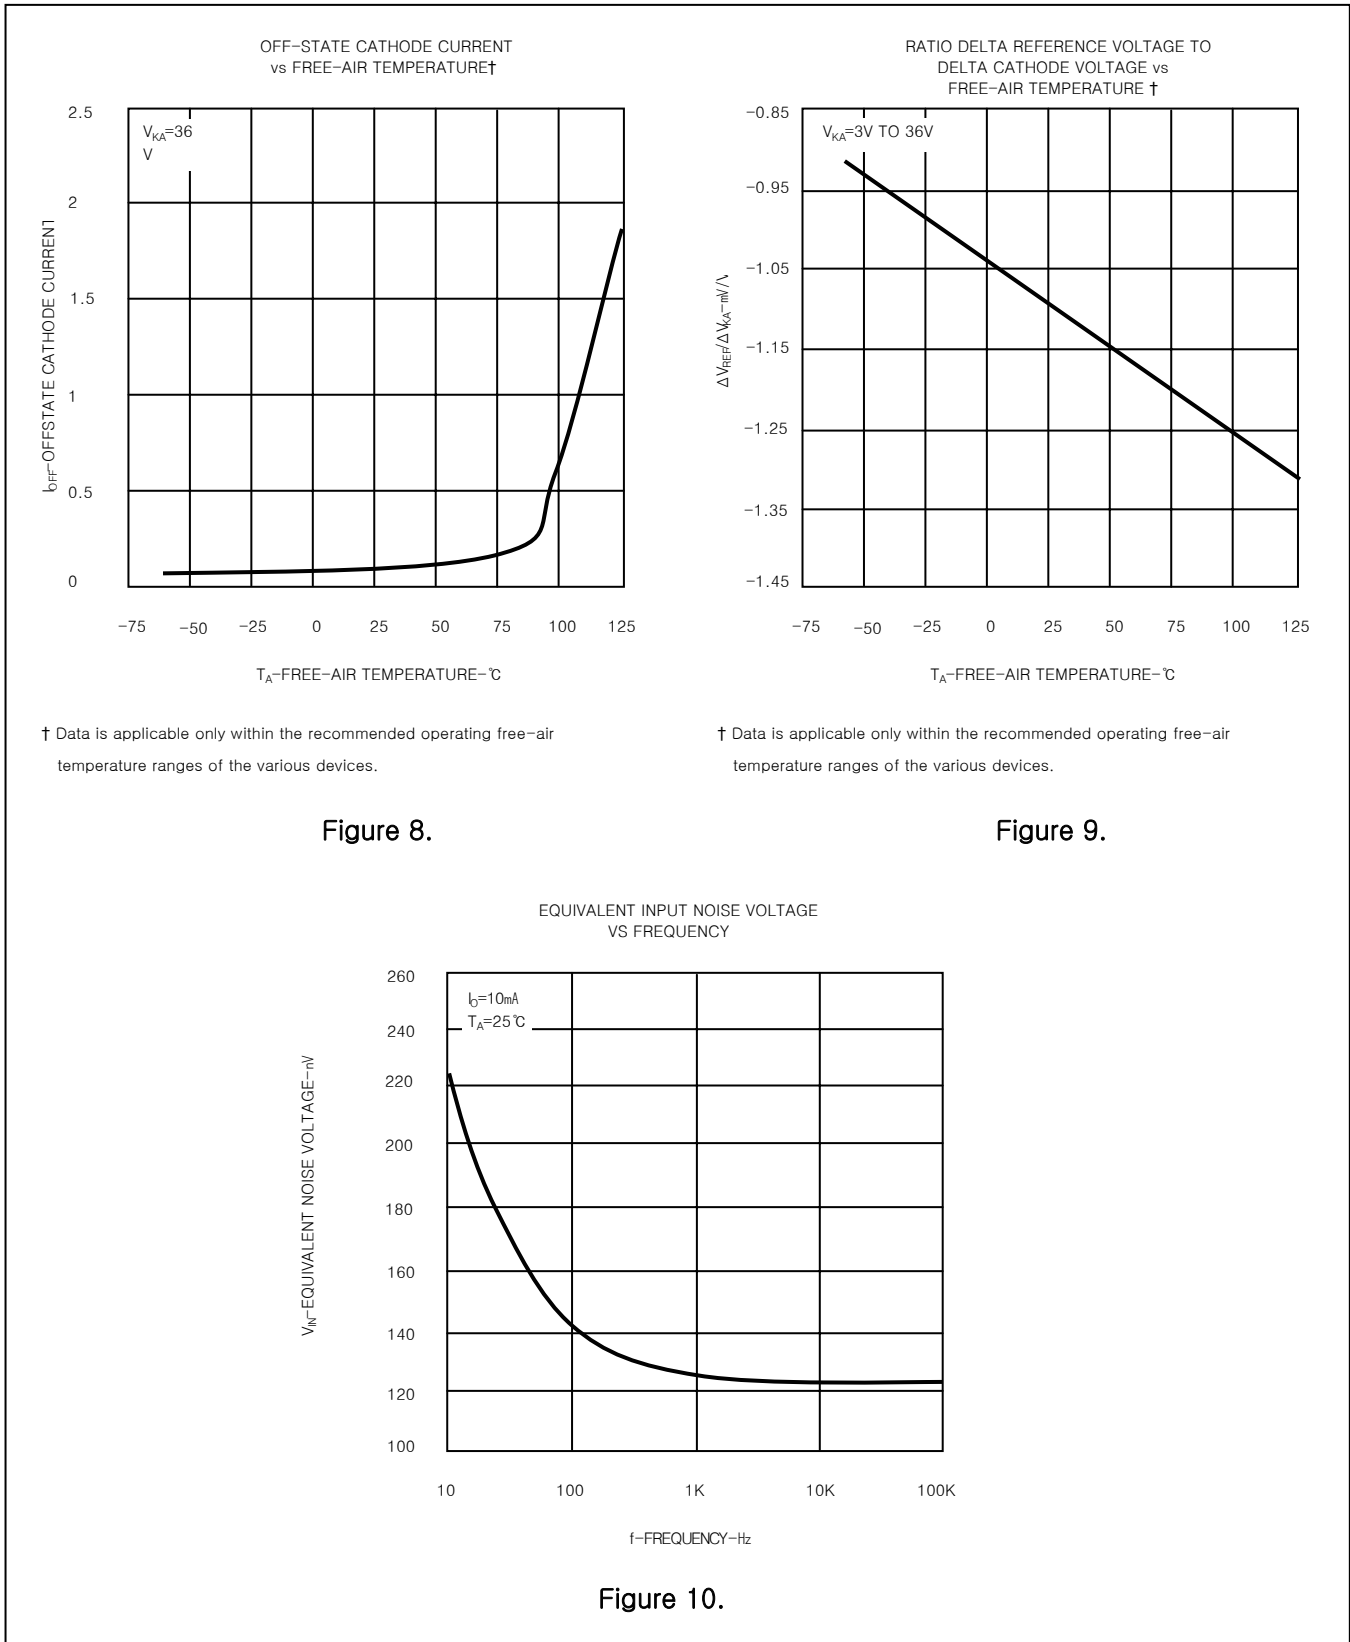 OFF-STATE CATHODE CURRENT
vs FREE-AIR TEMPERATURE†
2.5
2
1.5
1
0.5
0
V_KA=36
V
I_OFF-OFFSTATE CATHODE CURRENT
-75 -50 -25 0 25 50 75 100 125
T_A-FREE-AIR TEMPERATURE-℃
† Data is applicable only within the recommended operating free-air
temperature ranges of the various devices.
Figure 8.
RATIO DELTA REFERENCE VOLTAGE TO
DELTA CATHODE VOLTAGE vs
FREE-AIR TEMPERATURE †
-0.85
-0.95
-1.05
-1.15
-1.25
-1.35
-1.45
V_KA=3V TO 36V
ΔV_REF/ΔV_KA-mV/V
-75 -50 -25 0 25 50 75 100 125
T_A-FREE-AIR TEMPERATURE-℃
† Data is applicable only within the recommended operating free-air
temperature ranges of the various devices.
Figure 9.
EQUIVALENT INPUT NOISE VOLTAGE
VS FREQUENCY
260
240
220
200
180
160
140
120
100
I_O=10mA
T_A=25℃
V_IN-EQUIVALENT NOISE VOLTAGE-nV
10 100 1K 10K 100K
f-FREQUENCY-Hz
Figure 10.